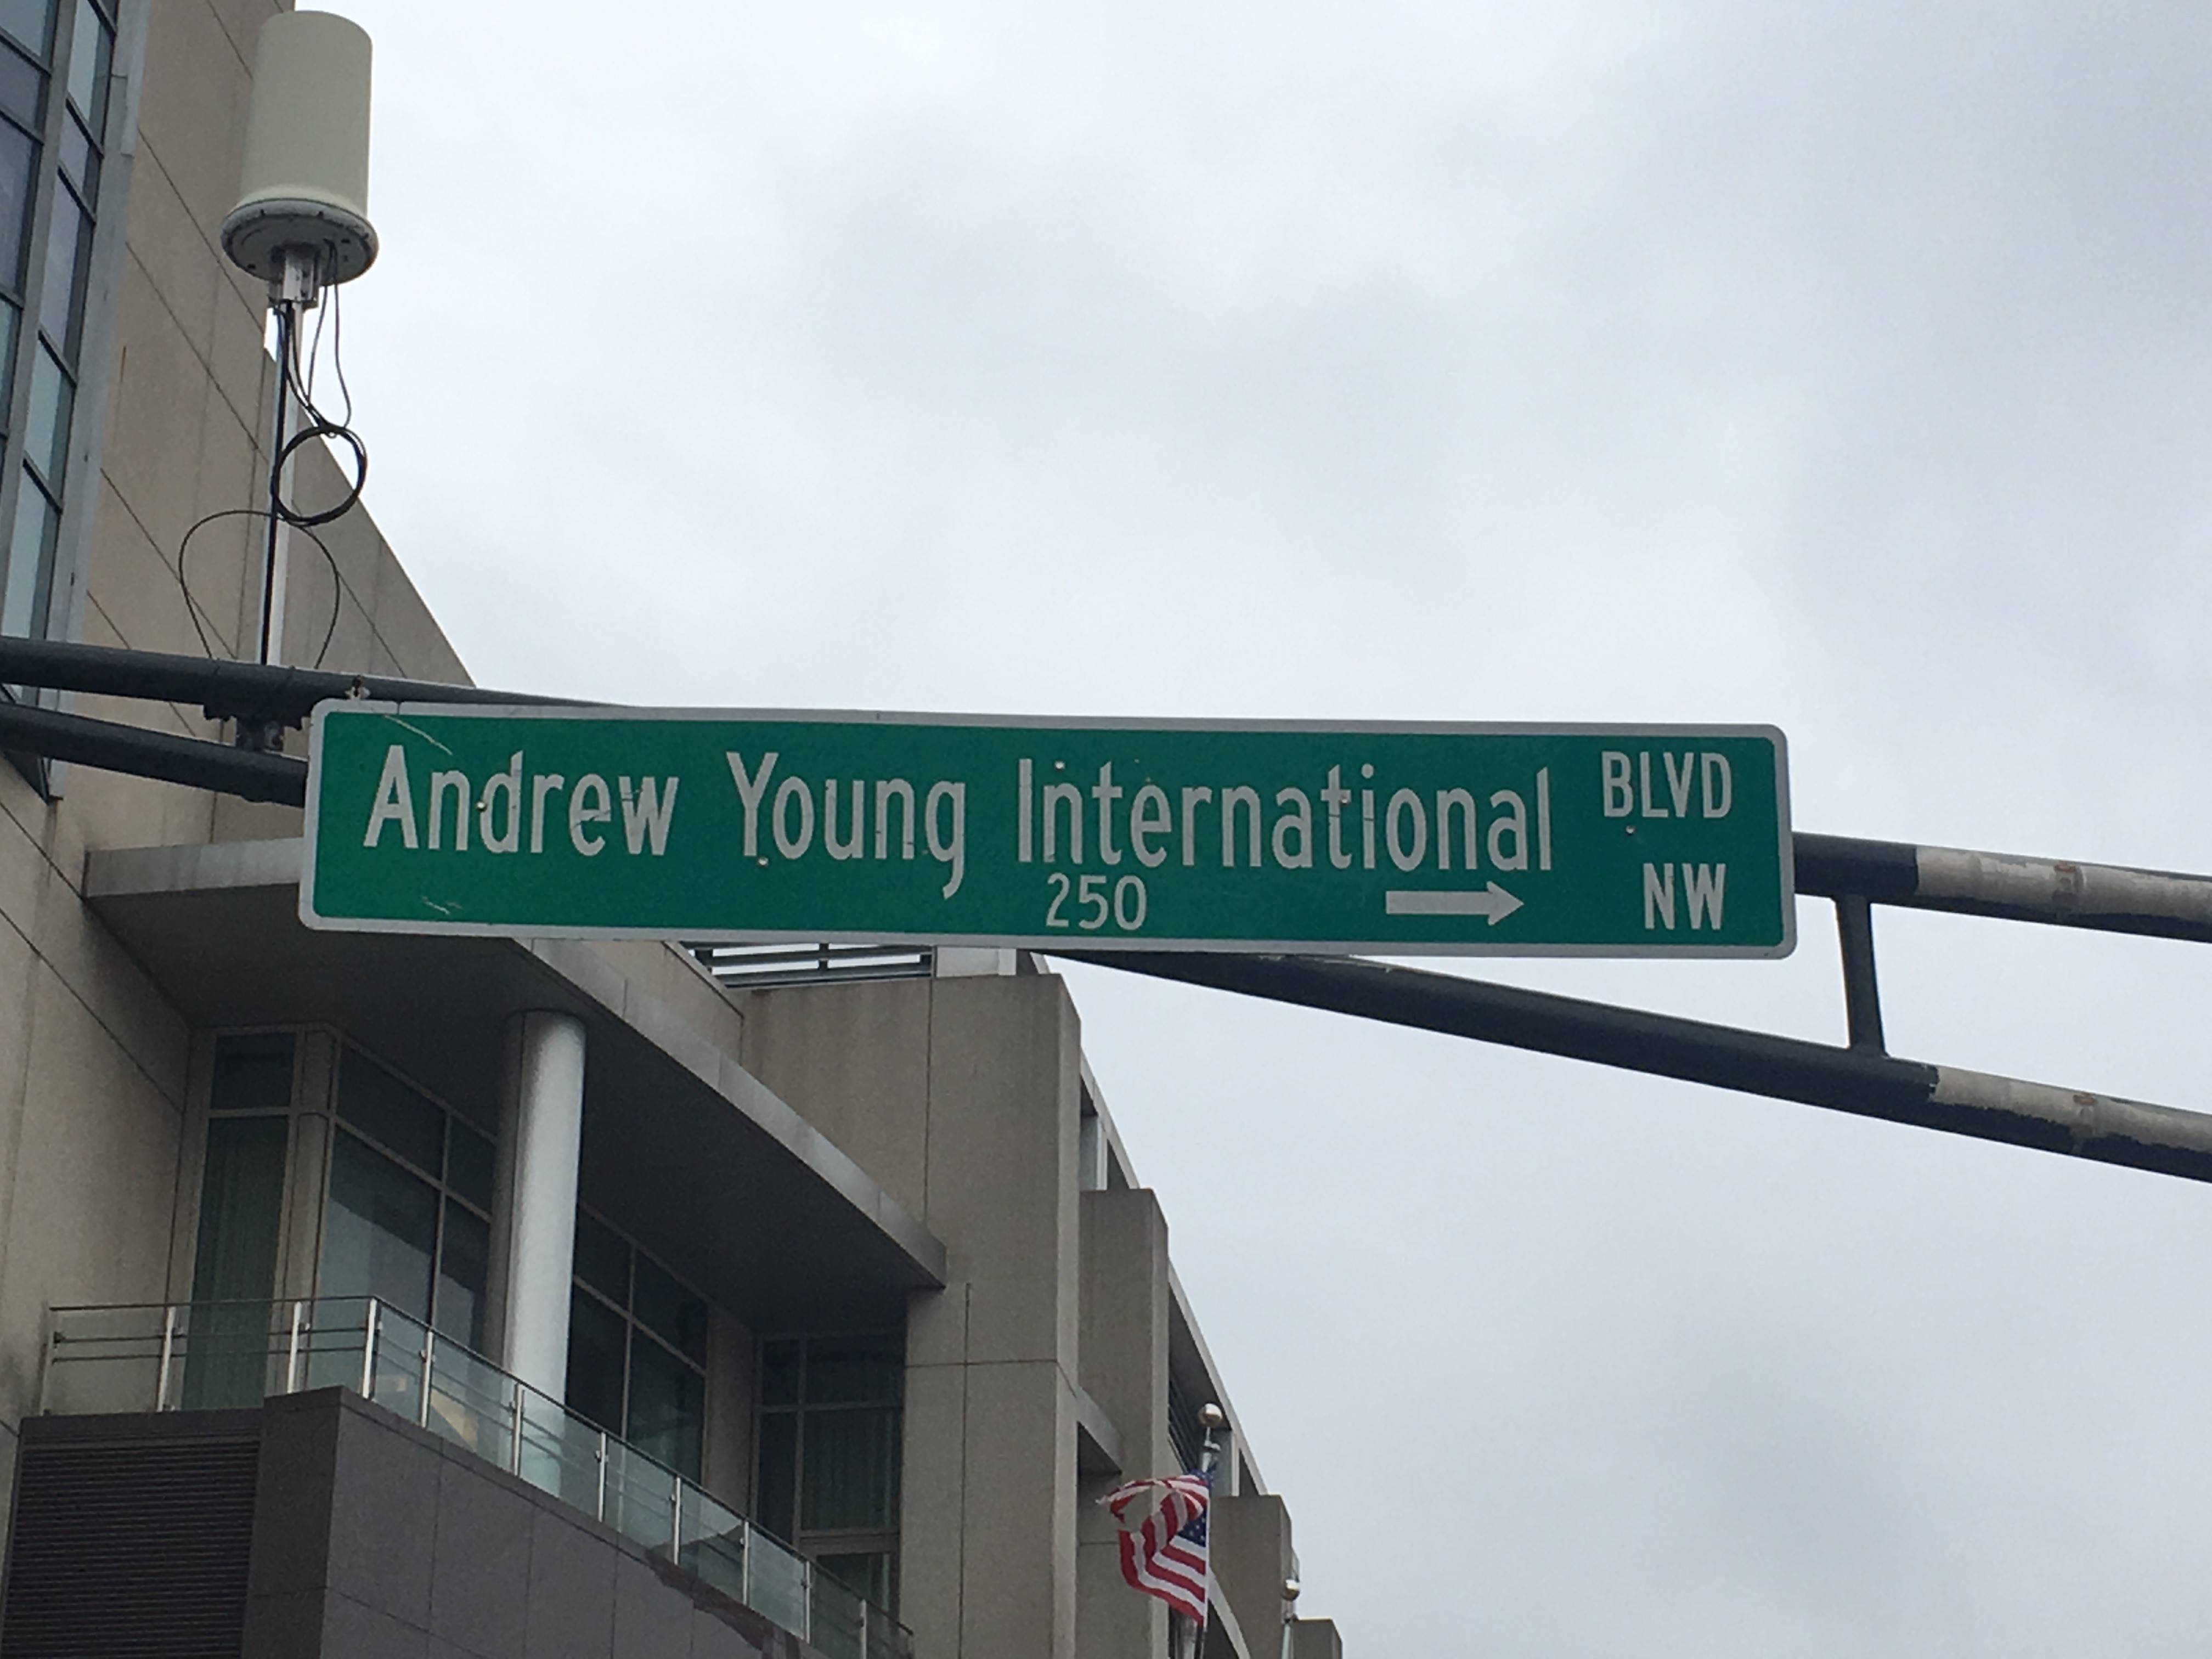 Andrew Young International BLVD
250 → NW